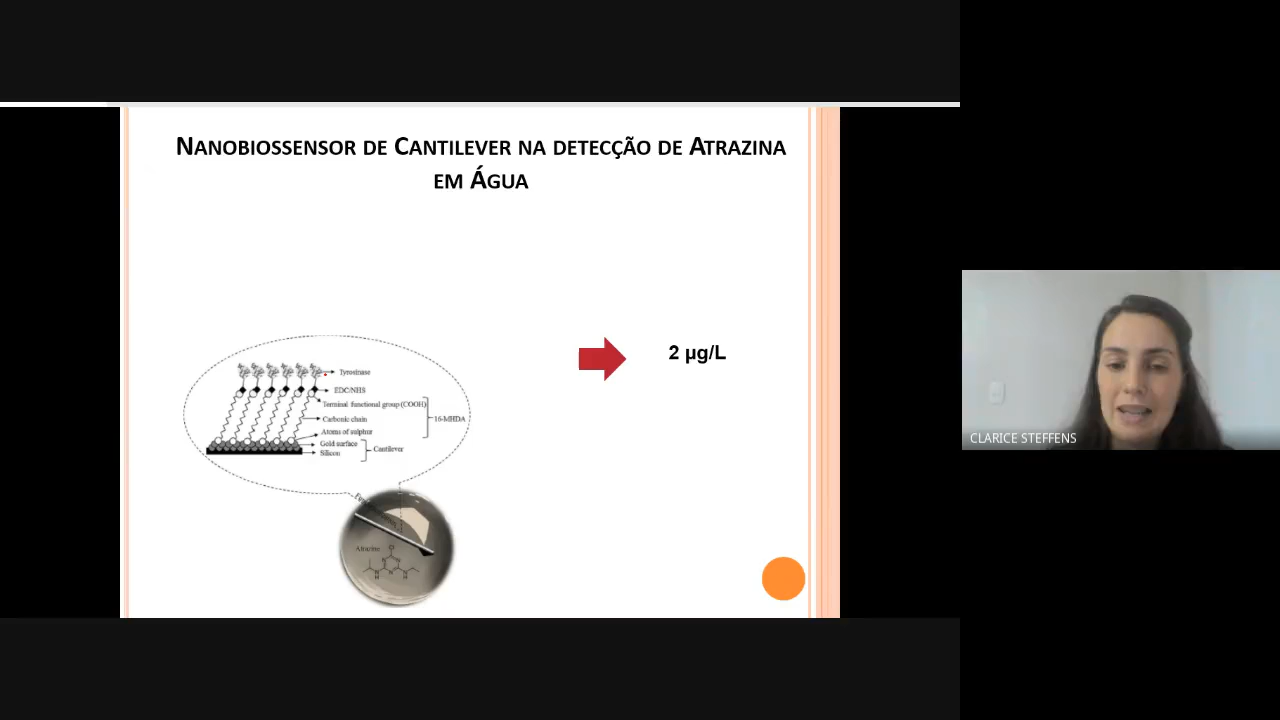 NANOBIOSSENSOR DE CANTILEVER NA DETECÇÃO DE ATRAZINA
EM ÁGUA
2 µg/L
Tyrosinase
EDC/NHS
Terminal functional group (COOH)
Carbonic chain
16-MHDA
Atoms of sulphur
Gold surface
Cantilever
Silicon
Atrazine
Cl
CLARICE STEFFENS